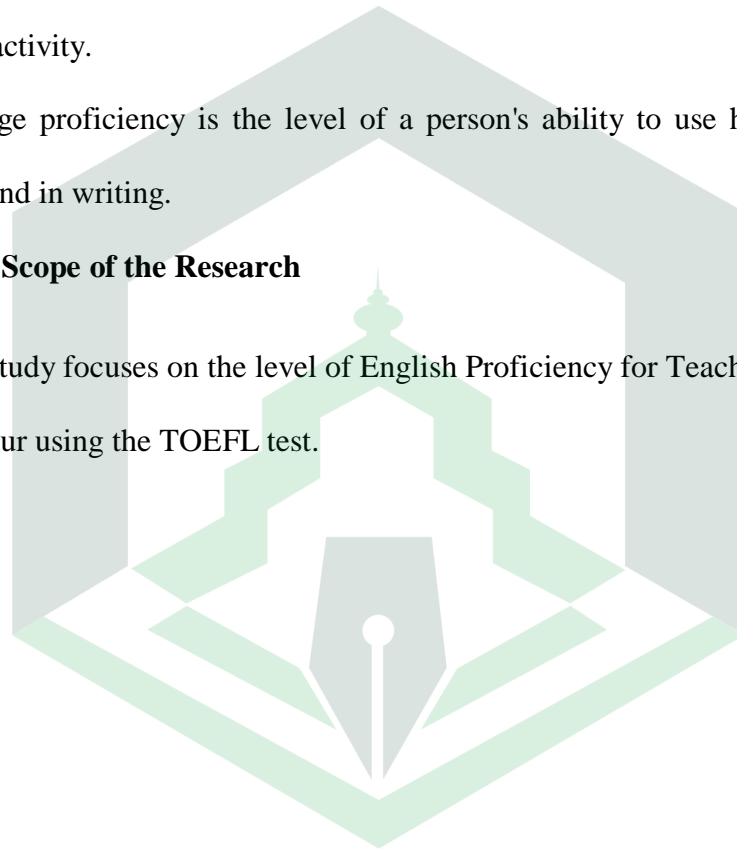 activity.
ge proficiency is the level of a person's ability to use h
nd in writing.
Scope of the Research
tudy focuses on the level of English Proficiency for Teach
ur using the TOEFL test.